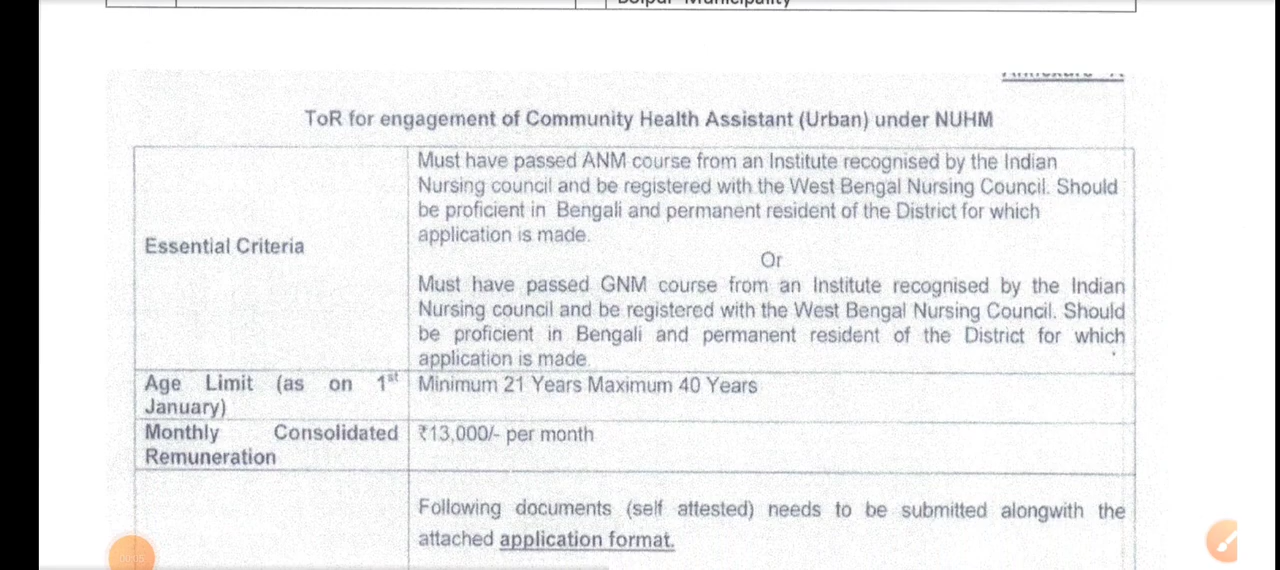 Bolpur Municipality
Annexure-A
ToR for engagement of Community Health Assistant (Urban) under NUHM
Essential Criteria
Must have passed ANM course from an Institute recognised by the Indian
Nursing council and be registered with the West Bengal Nursing Council. Should
be proficient in Bengali and permanent resident of the District for which
application is made.
Or
Must have passed GNM course from an Institute recognised by the Indian
Nursing council and be registered with the West Bengal Nursing Council. Should
be proficient in Bengali and permanent resident of the District for which
application is made.
Age Limit (as on 1st
January)
Minimum 21 Years Maximum 40 Years
Monthly Consolidated
Remuneration
₹13,000/- per month
Following documents (self attested) needs to be submitted alongwith the
attached application format.